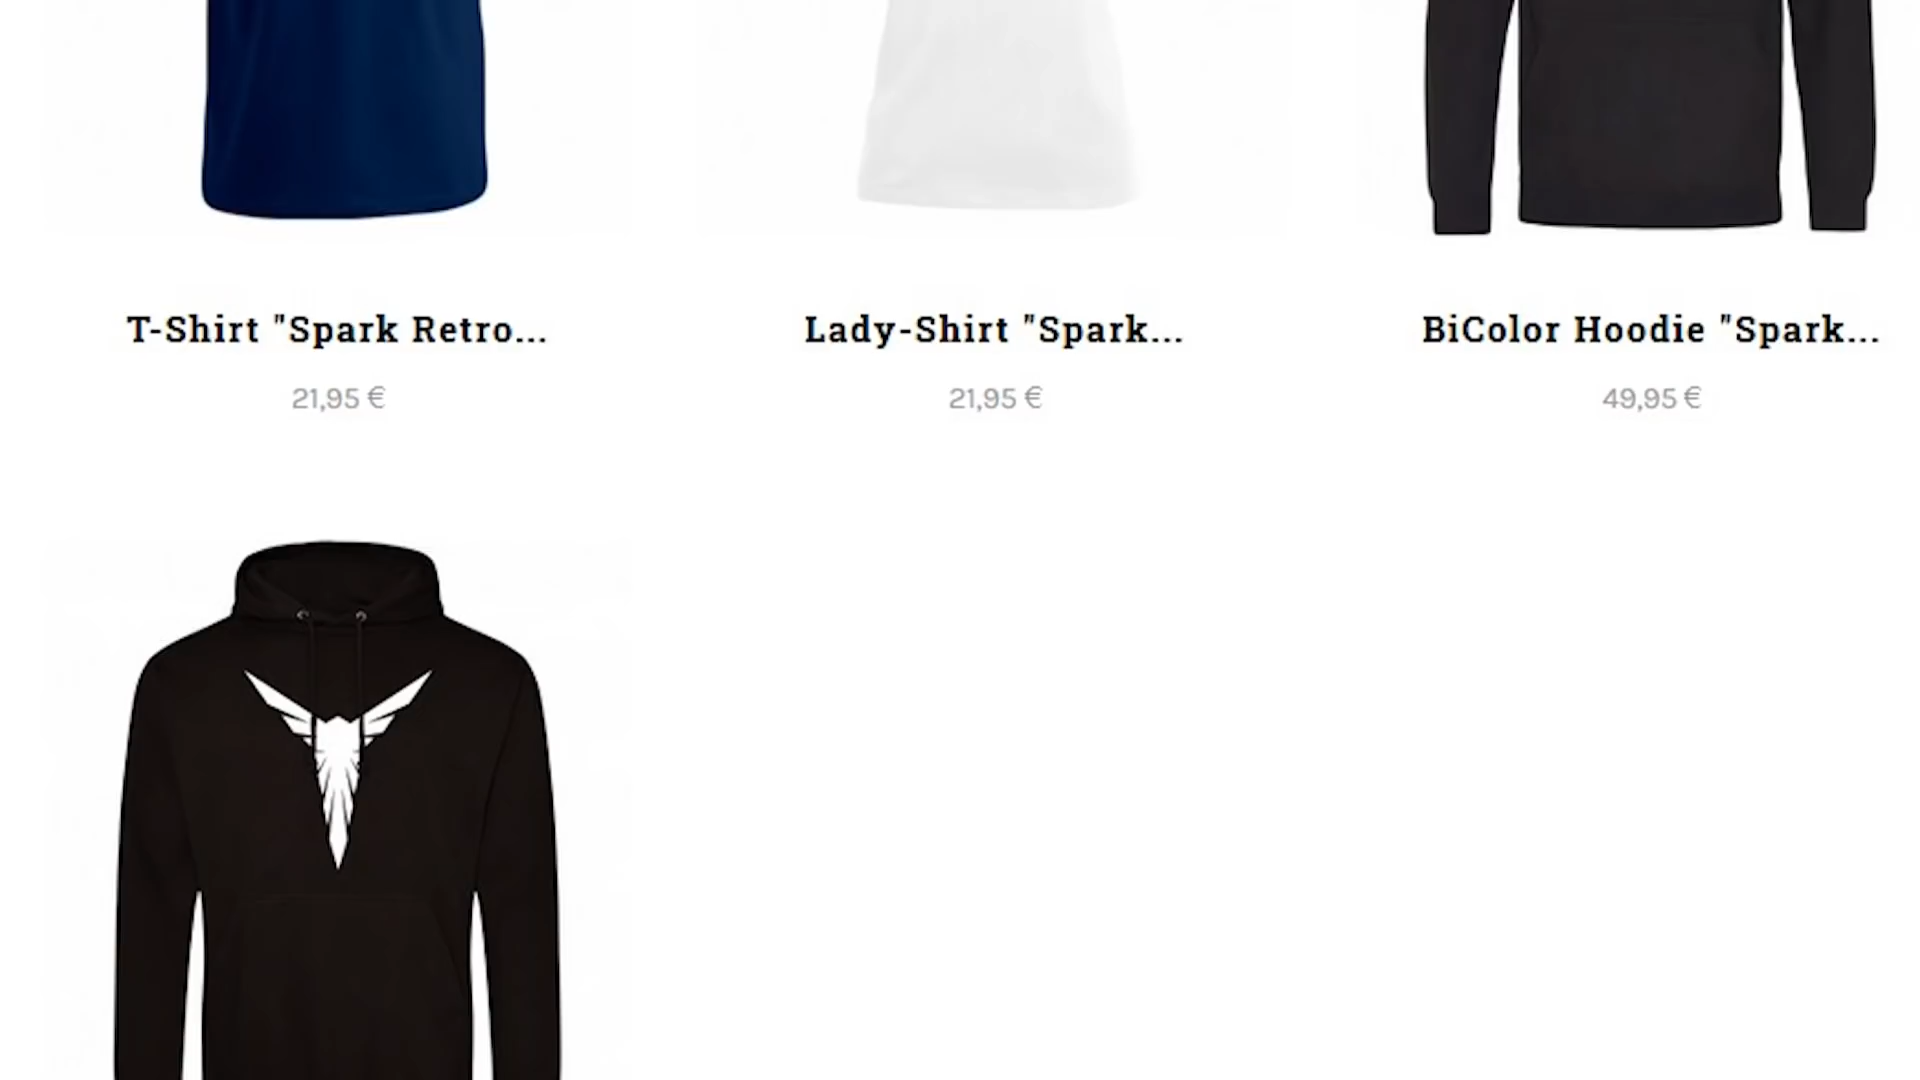 T-Shirt "Spark Retro...
Lady-Shirt "Spark...
BiColor Hoodie "Spark...
21,95 €
21,95 €
49,95 €